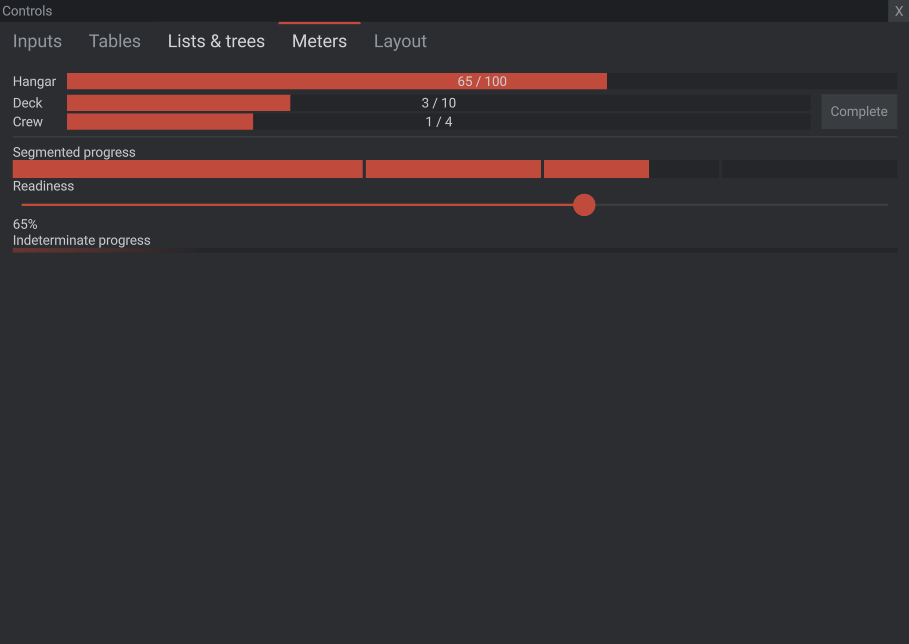 Controls X
Inputs Tables Lists & trees Meters Layout
Hangar 65 / 100
Deck 3 / 10
Complete
Crew 1 / 4
Segmented progress
Readiness
65%
Indeterminate progress